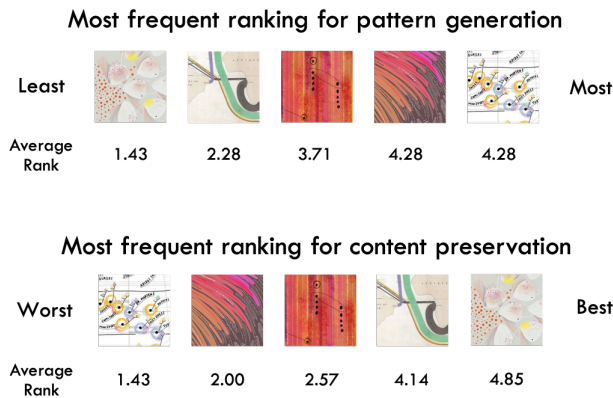 Most frequent ranking for pattern generation
Least
Most
Average
Rank
1.43 2.28 3.71 4.28 4.28
Most frequent ranking for content preservation
Worst
Best
Average
Rank
1.43 2.00 2.57 4.14 4.85